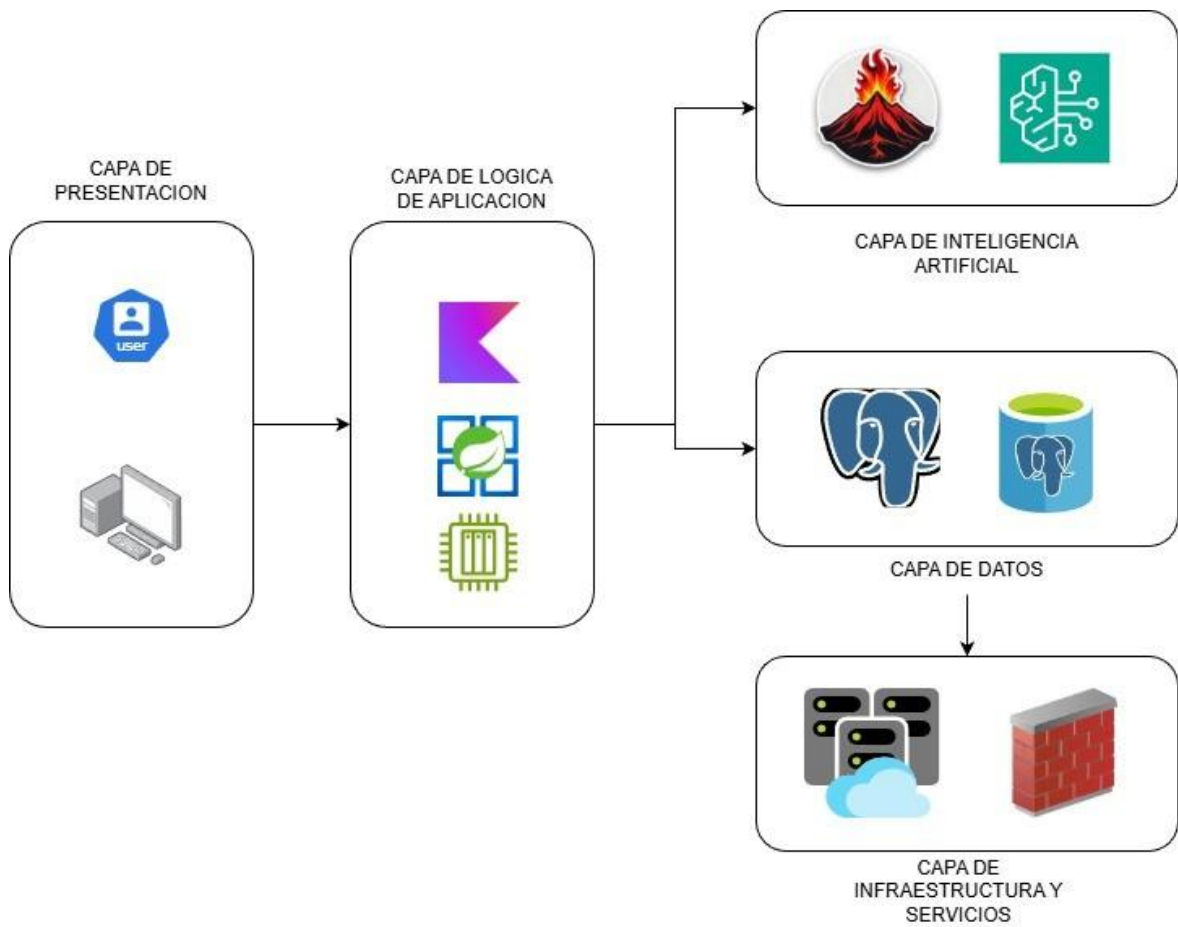 CAPA DE
PRESENTACION
user
CAPA DE LOGICA
DE APLICACION
CAPA DE INTELIGENCIA
ARTIFICIAL
CAPA DE DATOS
CAPA DE
INFRAESTRUCTURA Y
SERVICIOS